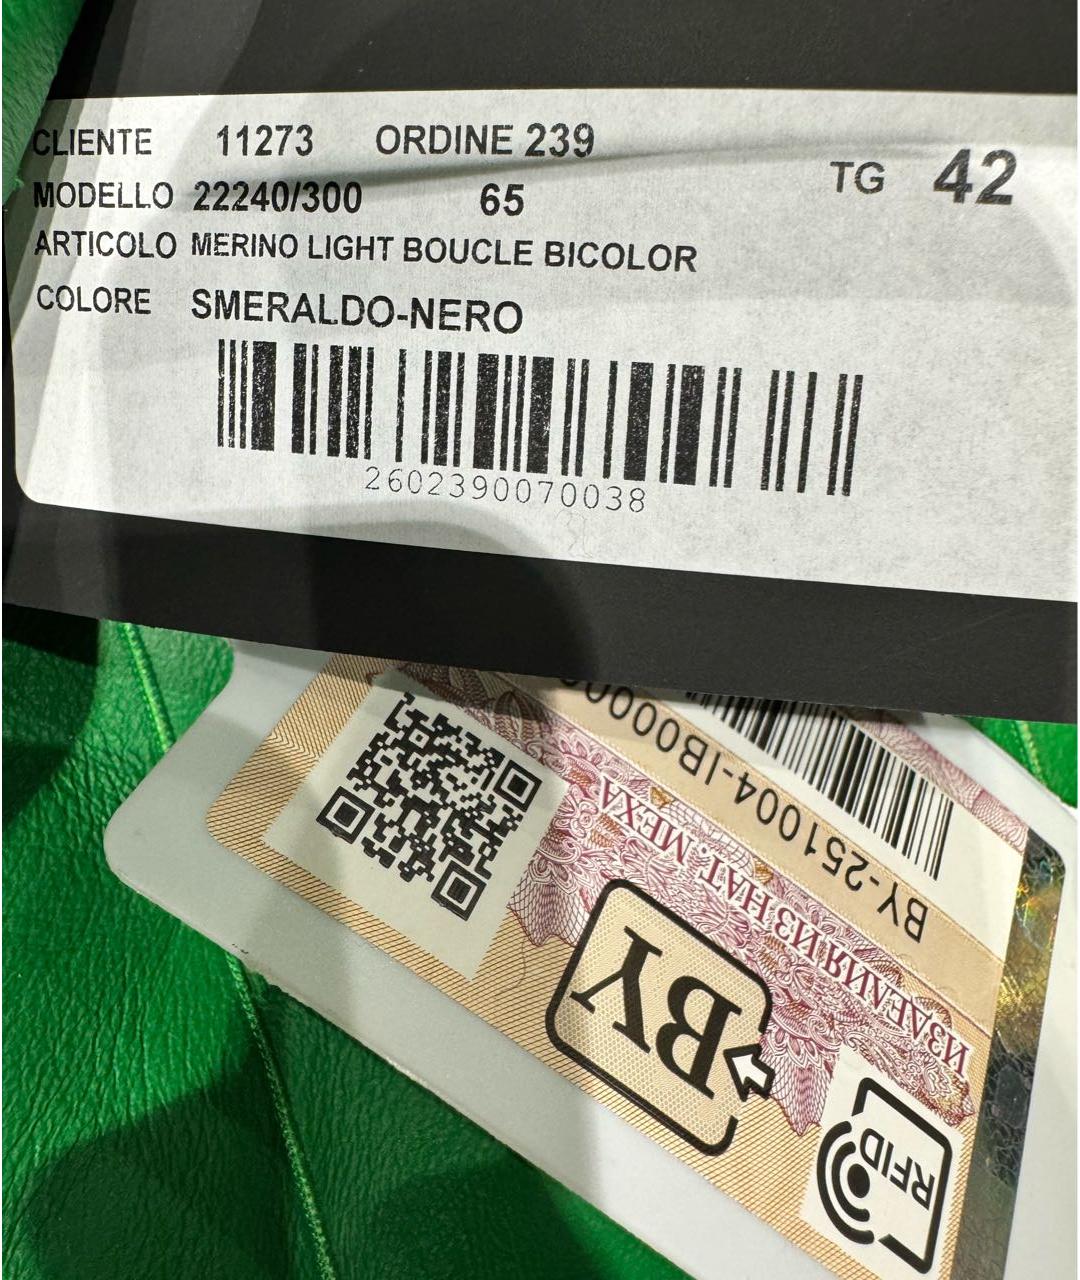 CLIENTE 11273 ORDINE 239
MODELLO 22240/300 65
TG 42
ARTICOLO MERINO LIGHT BOUCLE BICOLOR
COLORE SMERALDO-NERO
2602390070038
RFID
BY
ИЗДЕЛИЯ ИЗ НАТ. МЕХА
BY-251004-IB0000